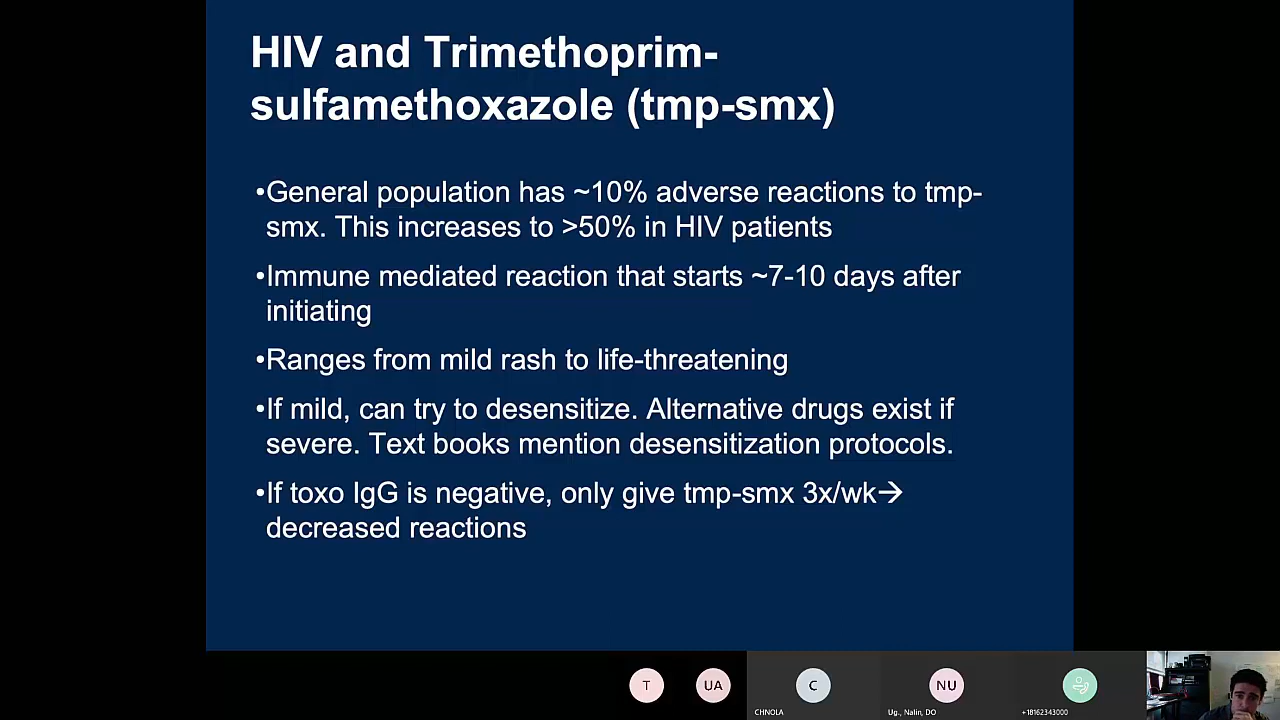 HIV and Trimethoprim-
sulfamethoxazole (tmp-smx)
•General population has ~10% adverse reactions to tmp-
smx. This increases to >50% in HIV patients
•Immune mediated reaction that starts ~7-10 days after
initiating
•Ranges from mild rash to life-threatening
•If mild, can try to desensitize. Alternative drugs exist if
severe. Text books mention desensitization protocols.
•If toxo IgG is negative, only give tmp-smx 3x/wk→
decreased reactions
T
UA
C
NU
CHNOLA
Ug., Nalin, DO
+18162343000